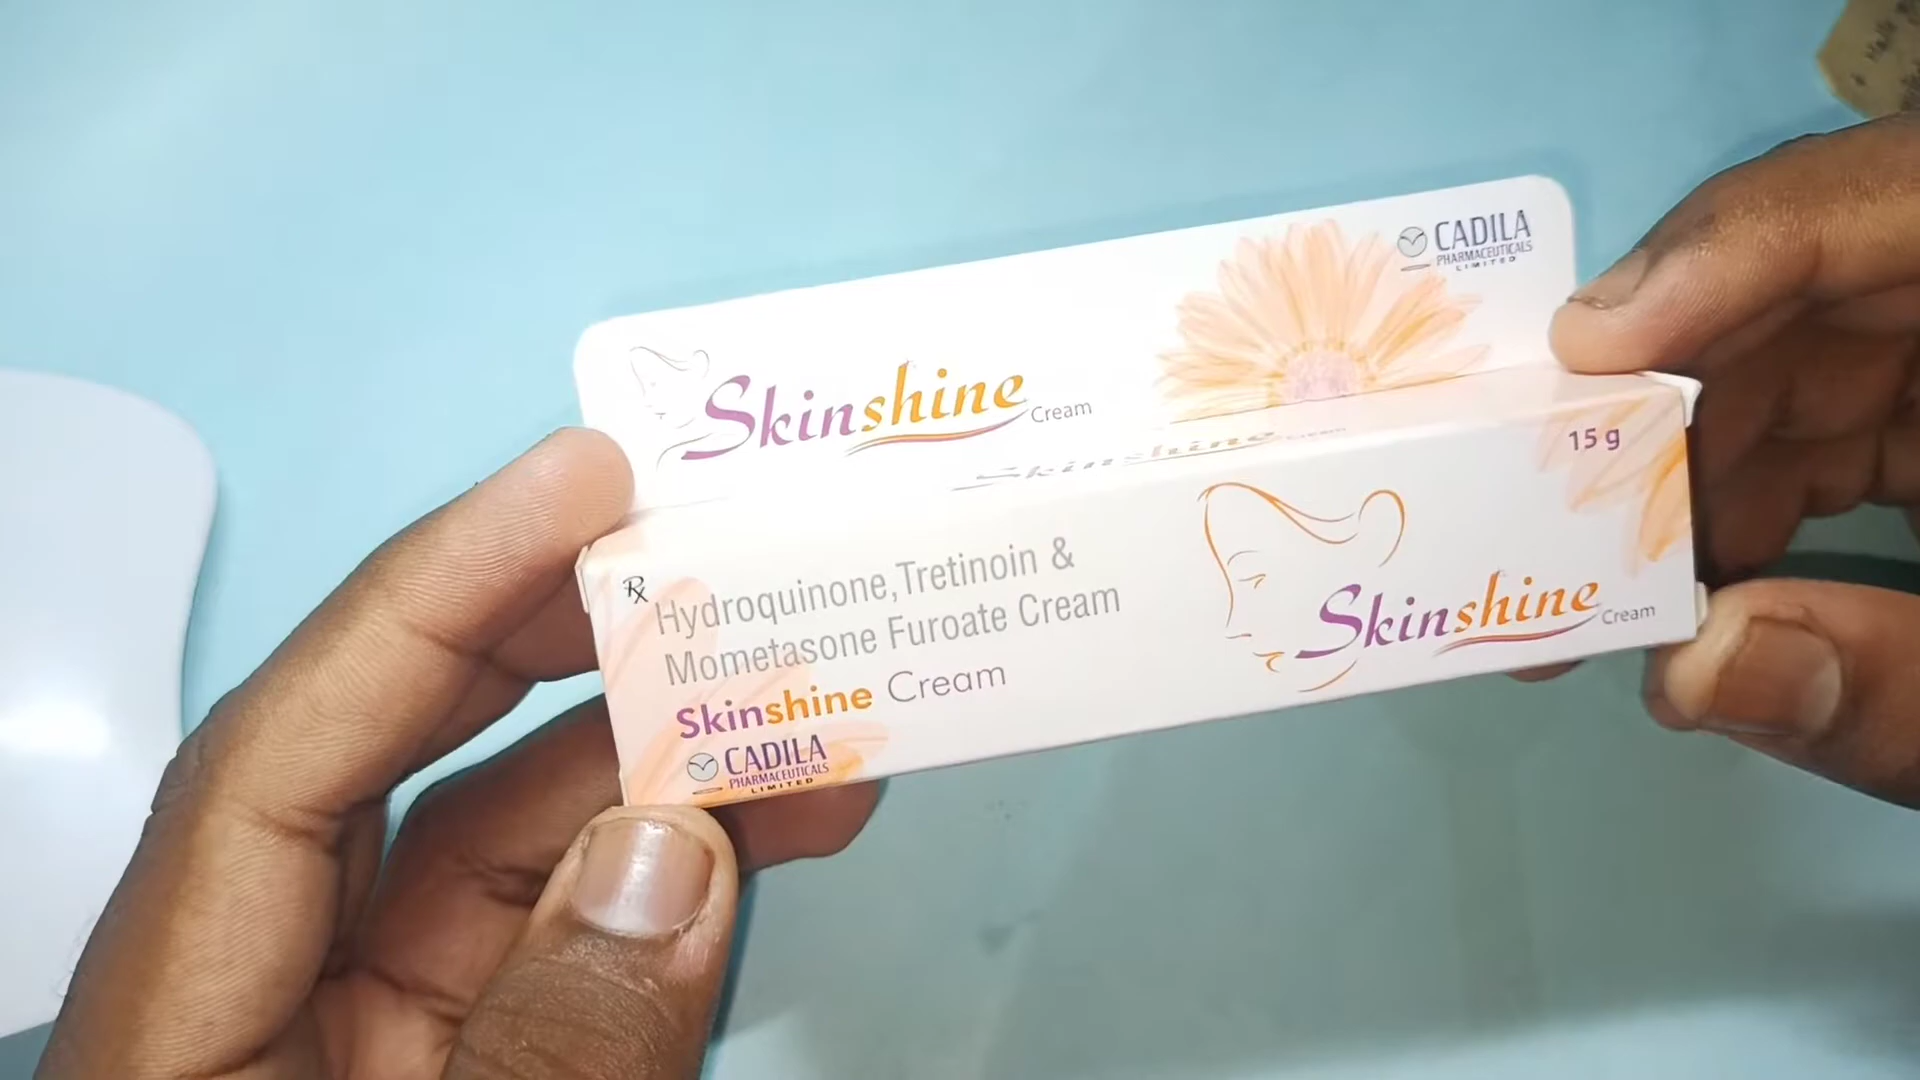 CADILA
PHARMACEUTICALS
LIMITED
Skinshine Cream
Skinshine Cream
15 g
Rx
Hydroquinone, Tretinoin &
Mometasone Furoate Cream
Skinshine Cream
CADILA
PHARMACEUTICALS
LIMITED
Skinshine Cream